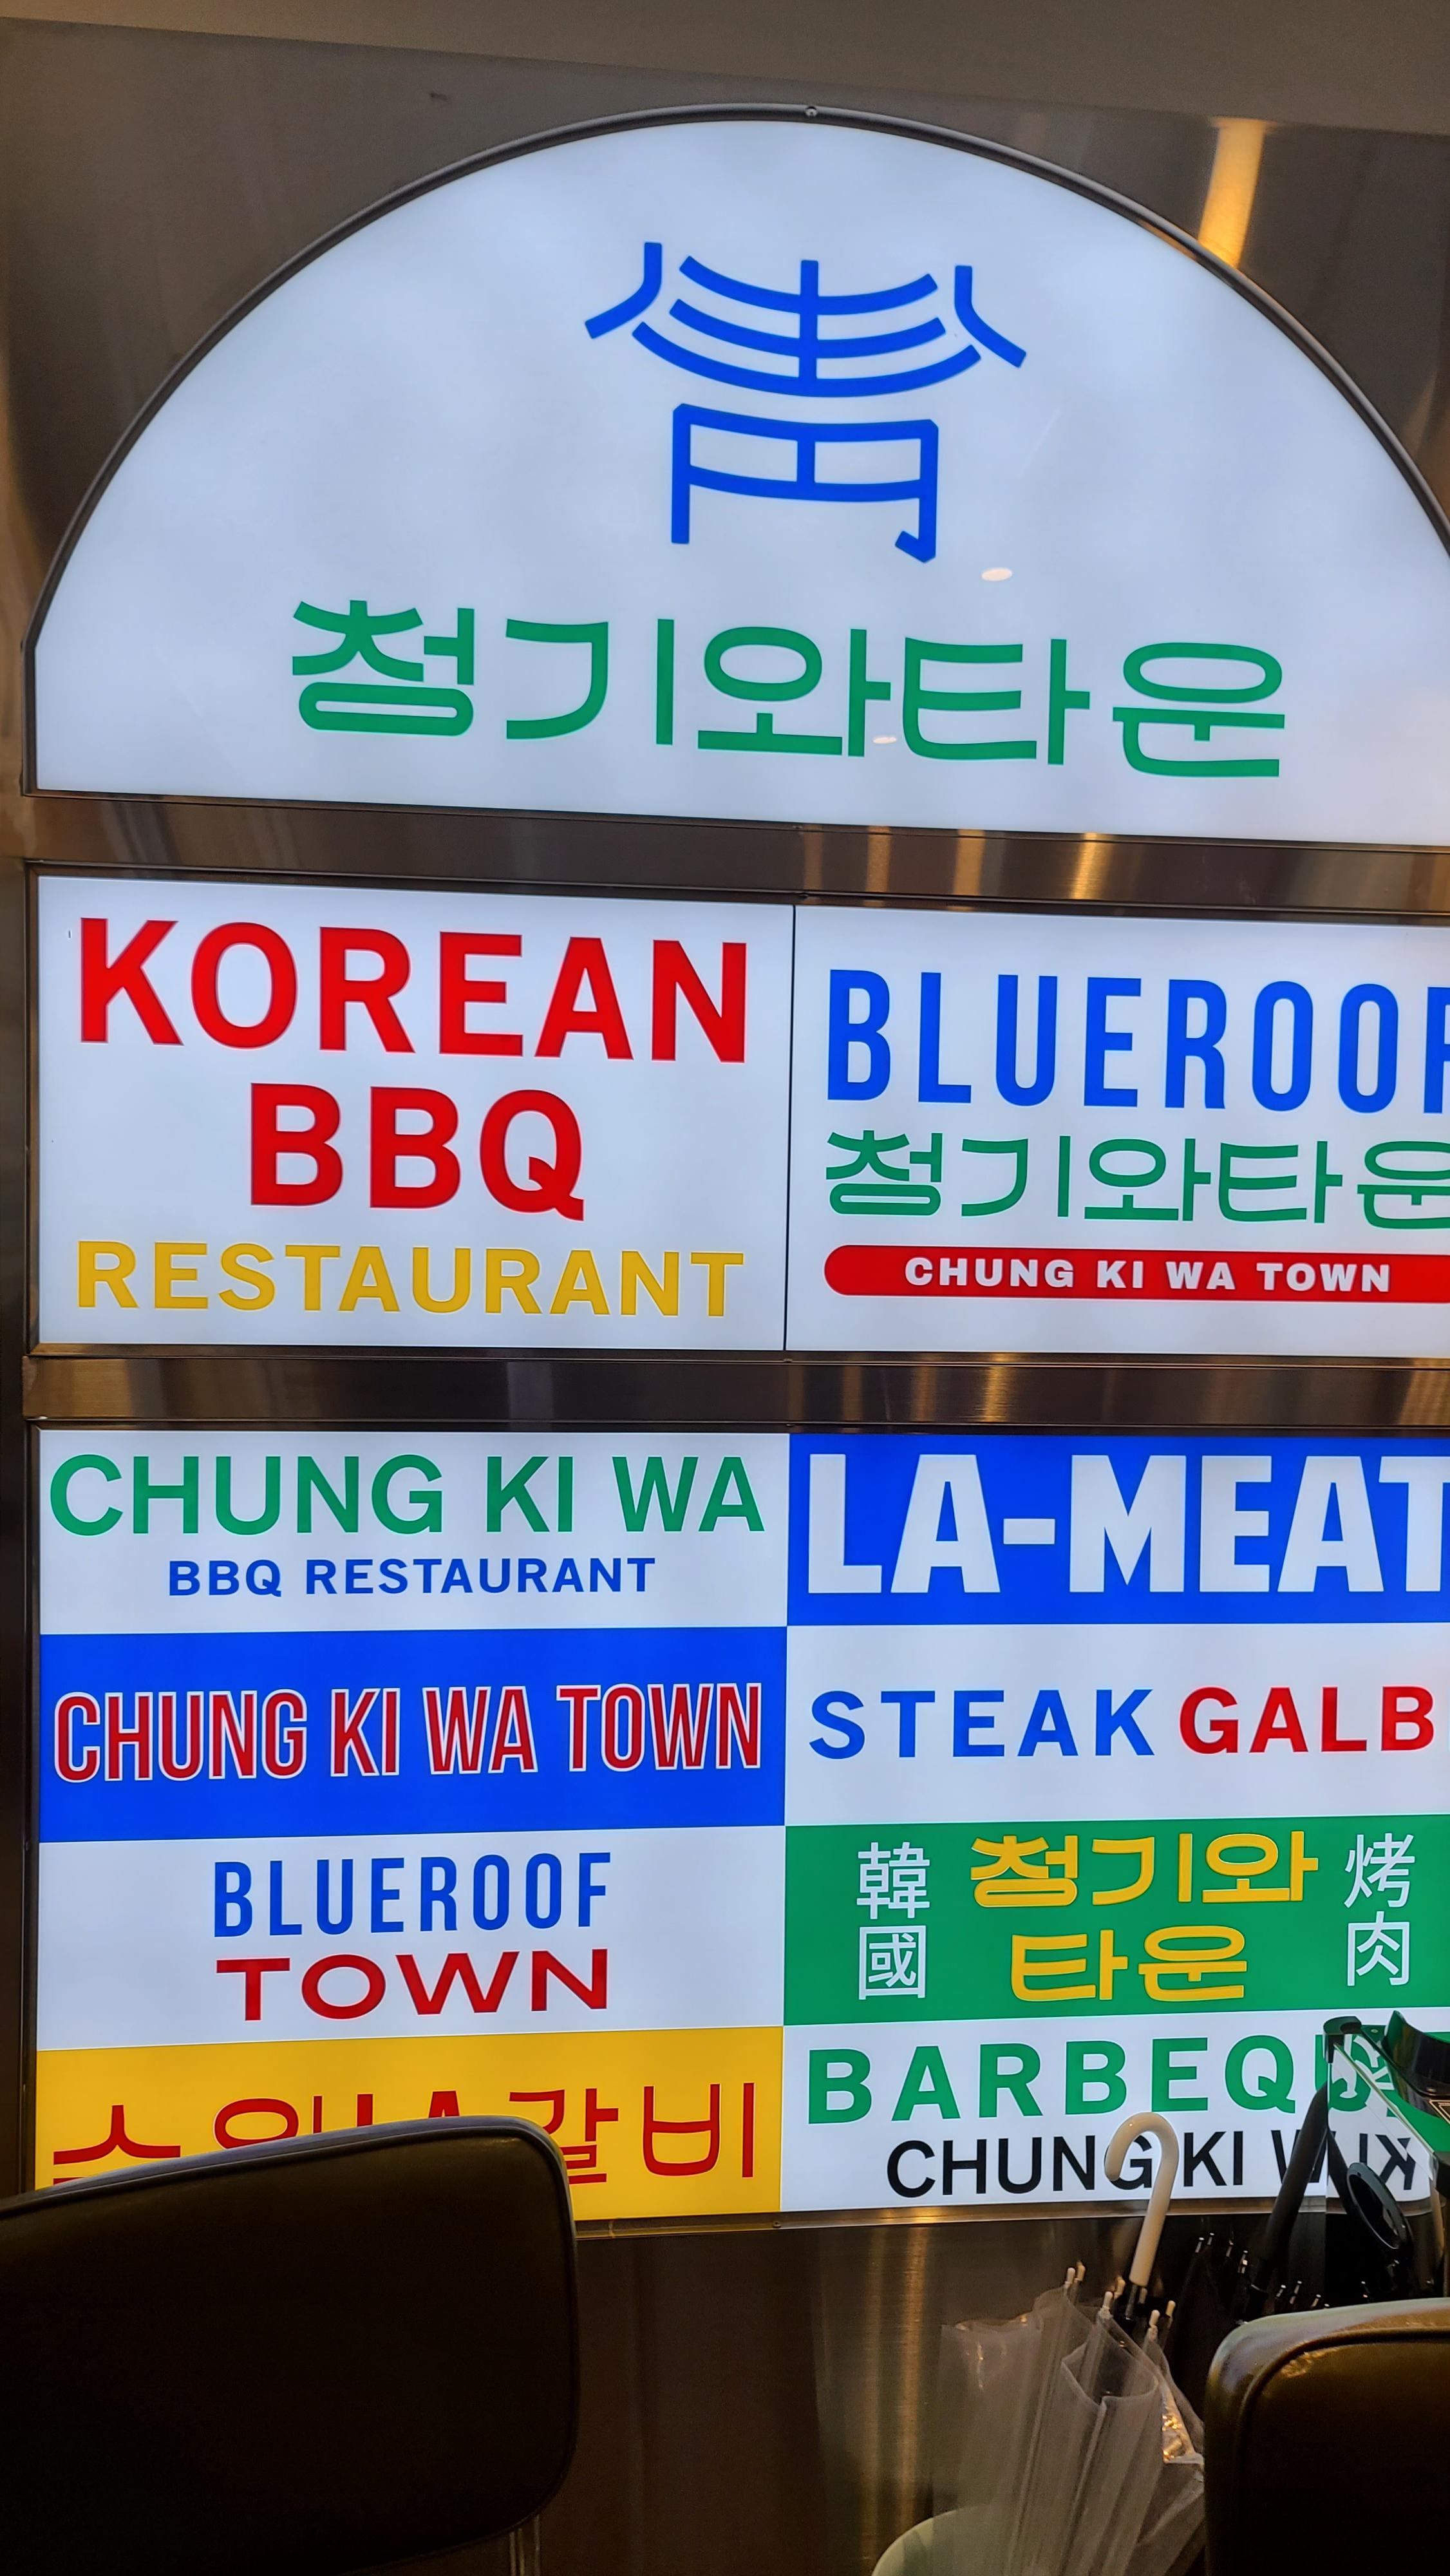 靑
청기와타운
KOREAN
BBQ
RESTAURANT
BLUEROOF
청기와타운
CHUNG KI WA TOWN
CHUNG KI WA
BBQ RESTAURANT
LA-MEAT
CHUNG KI WA TOWN
STEAK GALB
BLUEROOF
TOWN
韓國
청기와
타운
烤肉
갈비
BARBEQU
CHUNG KI W